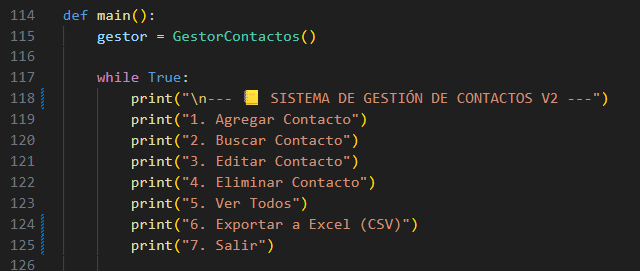 114 def main():
115 gestor = GestorContactos()
116
117 while True:
118 print("\n--- 📒 SISTEMA DE GESTIÓN DE CONTACTOS V2 ---")
119 print("1. Agregar Contacto")
120 print("2. Buscar Contacto")
121 print("3. Editar Contacto")
122 print("4. Eliminar Contacto")
123 print("5. Ver Todos")
124 print("6. Exportar a Excel (CSV)")
125 print("7. Salir")
126